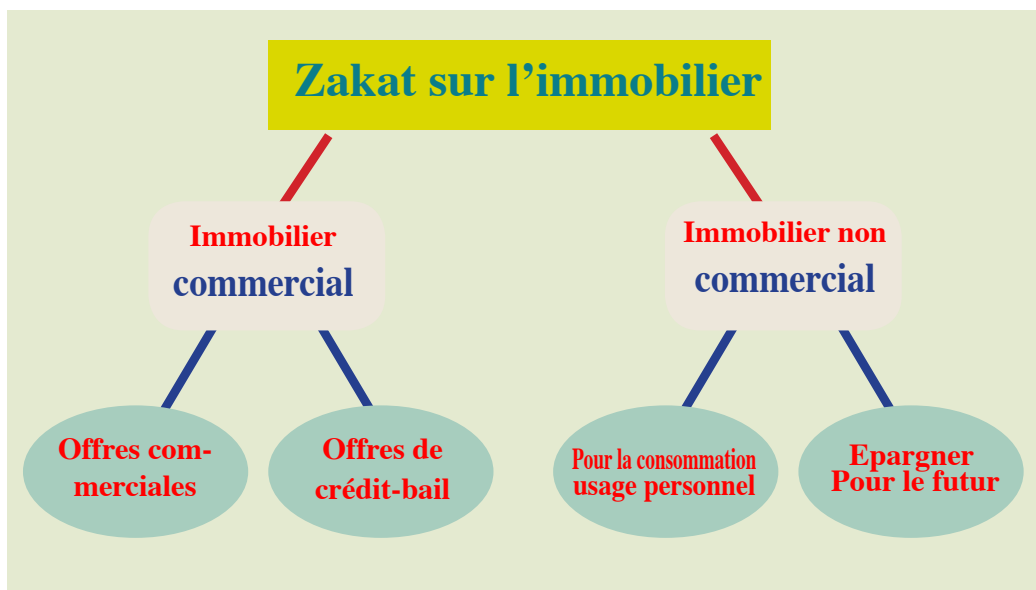 Zakat sur l’immobilier
Immobilier
commercial
Immobilier non
commercial
Offres com-
merciales
Offres de
crédit-bail
Pour la consommation
usage personnel
Epargner
Pour le futur